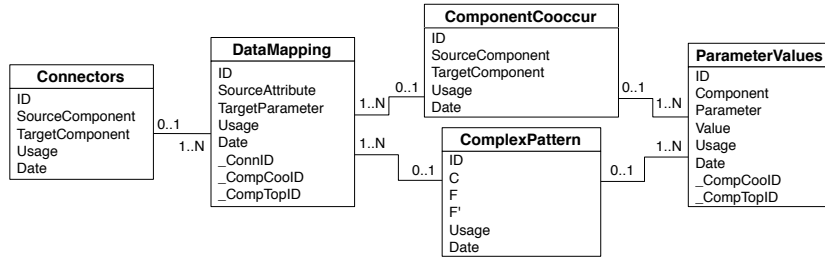 Connectors
ID
SourceComponent
TargetComponent
Usage
Date
0..1
1..N
DataMapping
ID
SourceAttribute
TargetParameter
Usage
Date
_ConnID
_CompCooID
_CompTopID
1..N
0..1
1..N
0..1
ComponentCooccur
ID
SourceComponent
TargetComponent
Usage
Date
ComplexPattern
ID
C
F
F'
Usage
Date
0..1
1..N
0..1
1..N
ParameterValues
ID
Component
Parameter
Value
Usage
Date
_CompCooID
_CompTopID